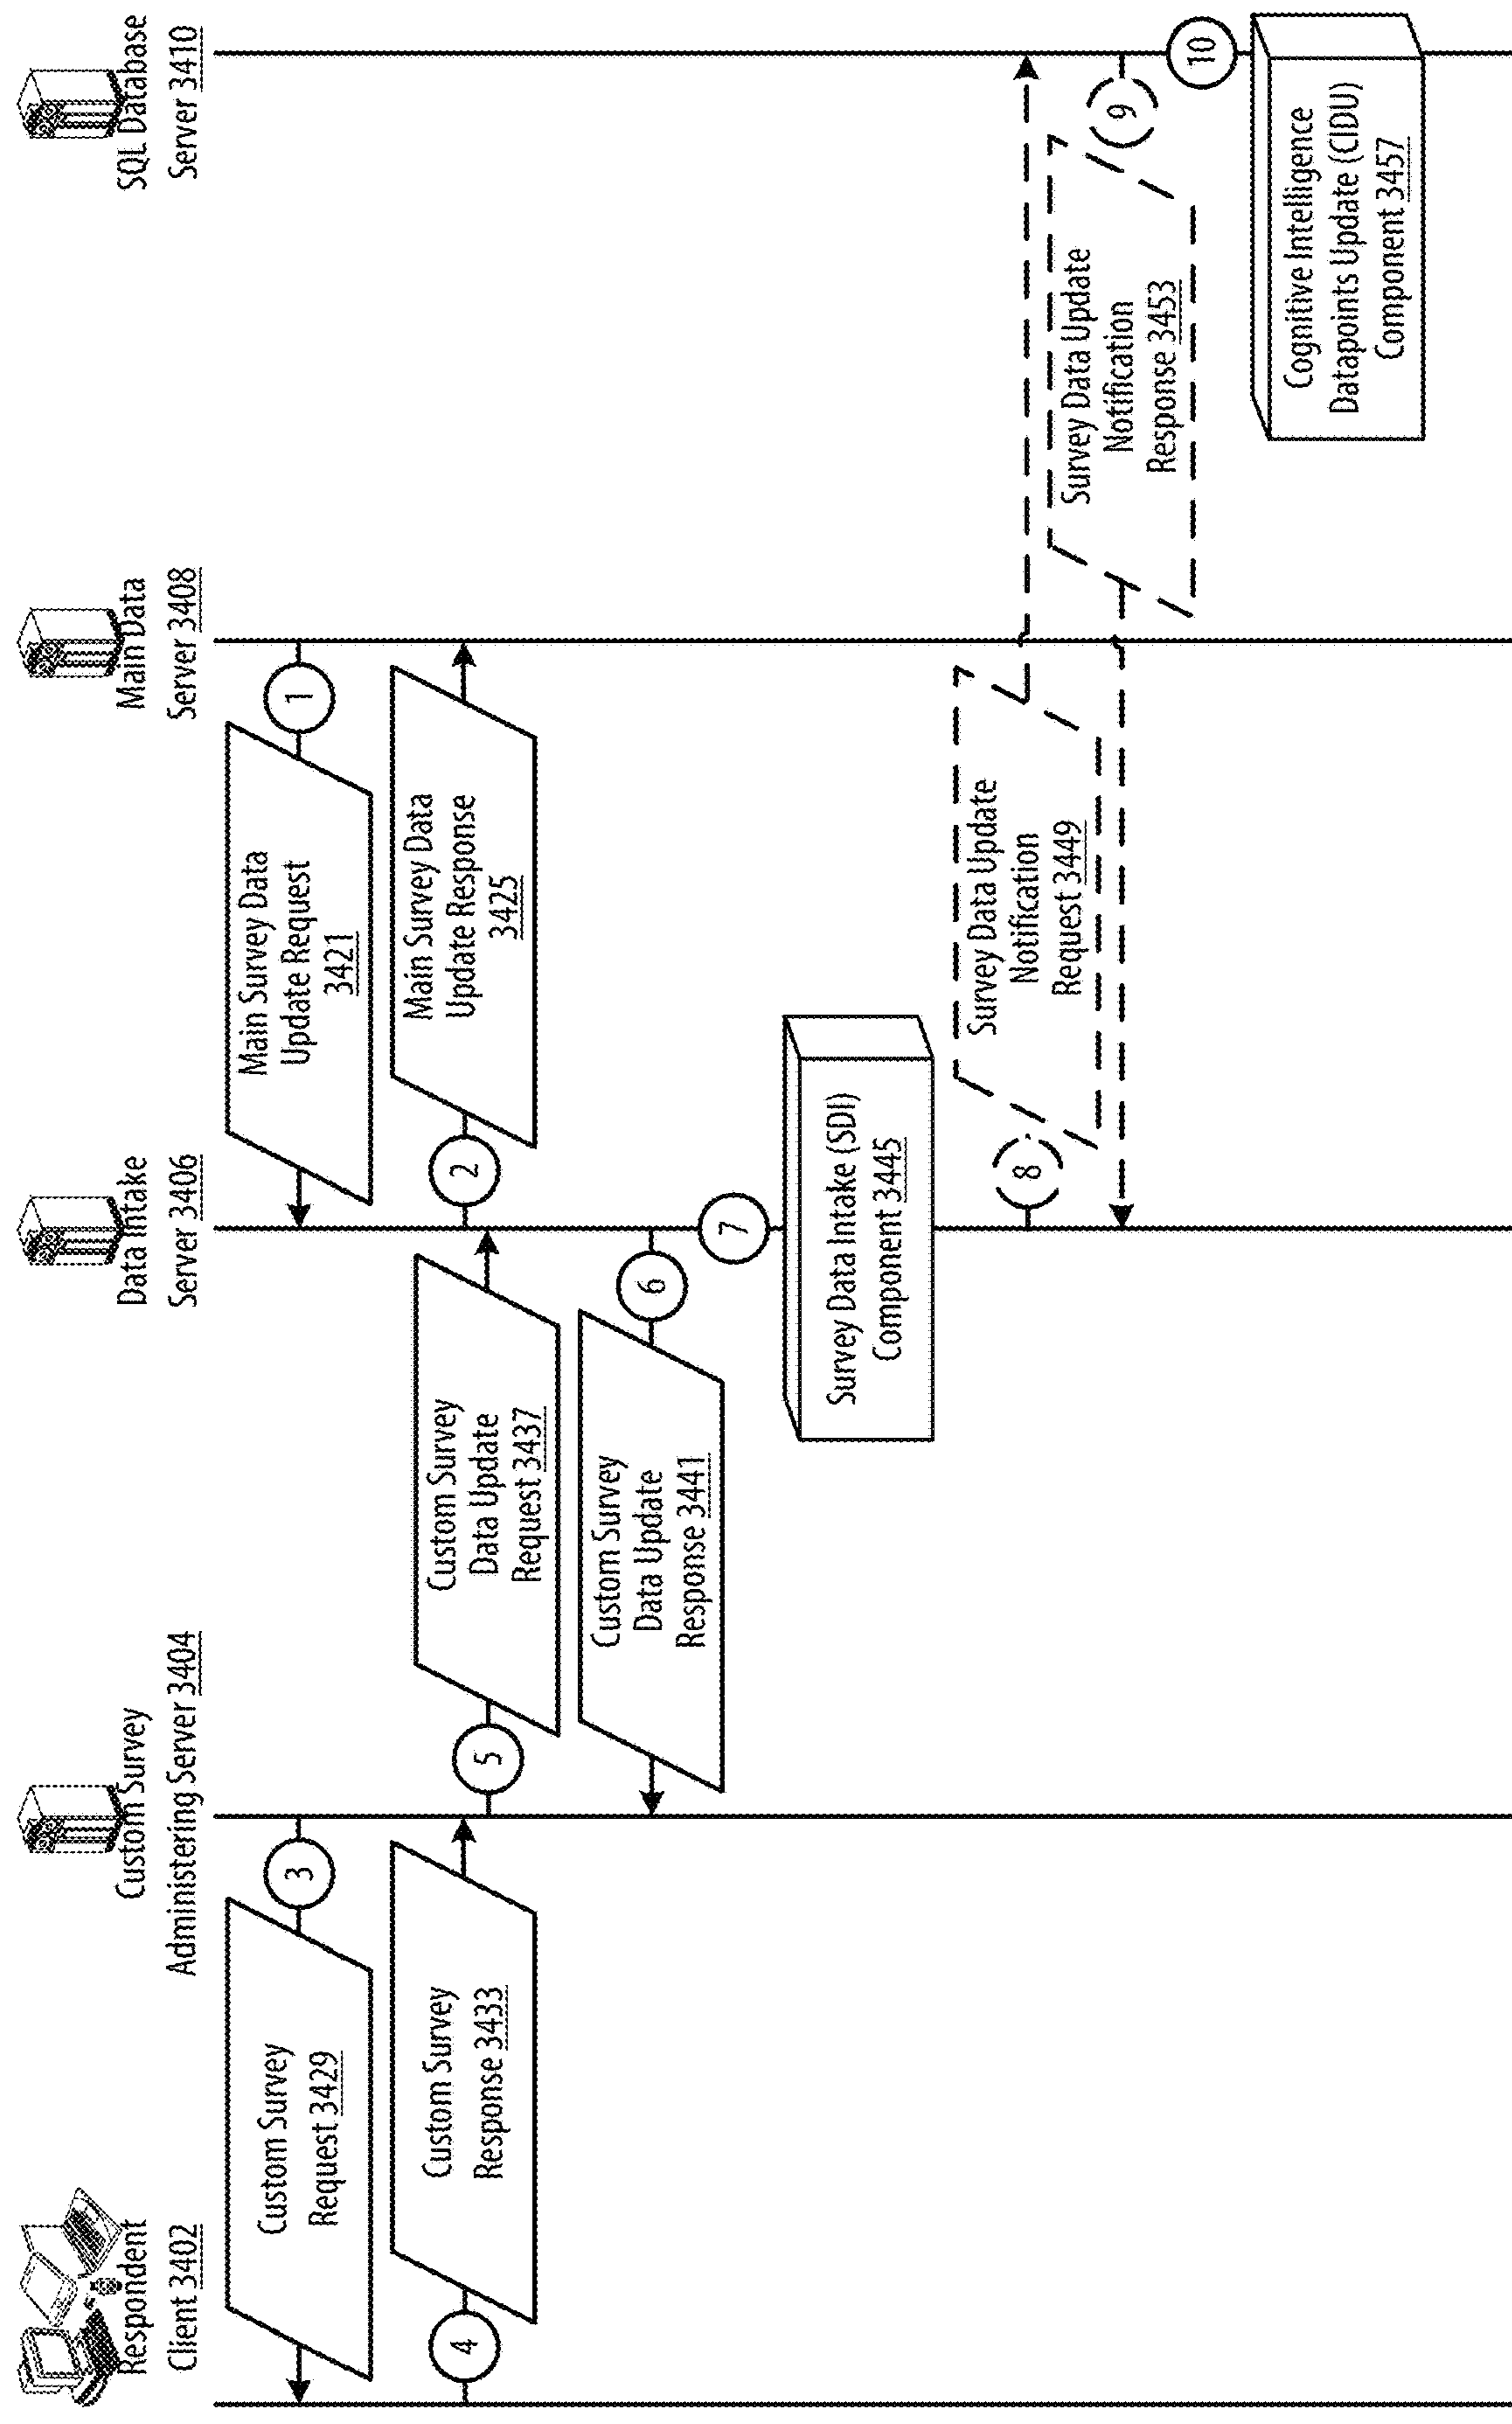 Respondent
Client 3402
Custom Survey
Administering Server 3404
Data Intake
Server 3406
Main Data
Server 3408
SQL Database
Server 3410
1
Main Survey Data
Update Request
3421
2
Main Survey Data
Update Response
3425
3
Custom Survey
Request 3429
4
Custom Survey
Response 3433
5
Custom Survey
Data Update
Request 3437
6
Custom Survey
Data Update
Response 3441
7
Survey Data Intake (SDI)
Component 3445
8
Survey Data Update
Notification
Request 3449
9
Survey Data Update
Notification
Response 3453
10
Cognitive Intelligence
Datapoints Update (CIDU)
Component 3457